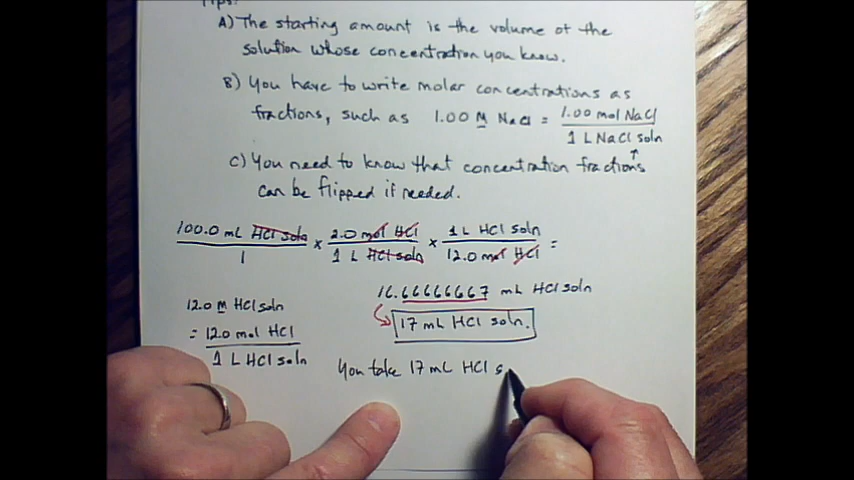 Tips:
A) The starting amount is the volume of the
solution whose concentration you know.
B) You have to write molar concentrations as
fractions, such as 1.00 M NaCl = 1.00 mol NaCl / 1 L NaCl soln
C) You need to know that concentration fractions
can be flipped if needed.
100.0 mL HCl soln / 1 × 2.0 mol HCl / 1 L HCl soln × 1 L HCl soln / 12.0 mol HCl =
16.66666667 mL HCl soln
17 mL HCl soln.
12.0 M HCl soln
= 12.0 mol HCl
1 L HCl soln
You take 17 mL HCl s